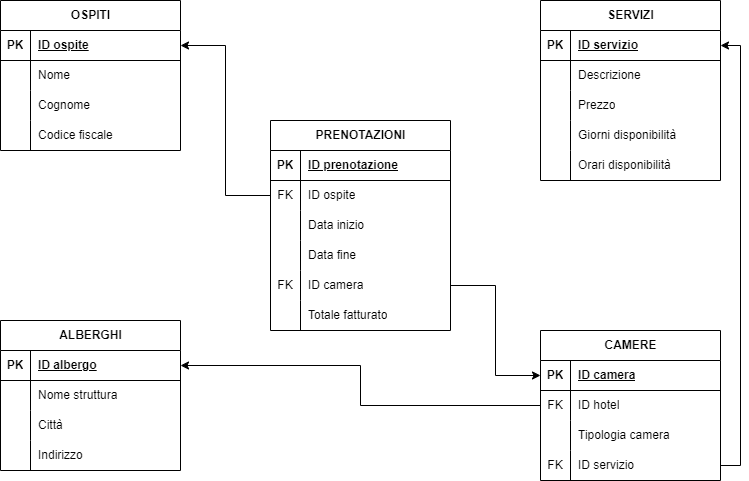 OSPITI
PK ID ospite
Nome
Cognome
Codice fiscale
SERVIZI
PK ID servizio
Descrizione
Prezzo
Giorni disponibilità
Orari disponibilità
PRENOTAZIONI
PK ID prenotazione
FK ID ospite
Data inizio
Data fine
FK ID camera
Totale fatturato
ALBERGHI
PK ID albergo
Nome struttura
Città
Indirizzo
CAMERE
PK ID camera
FK ID hotel
Tipologia camera
FK ID servizio